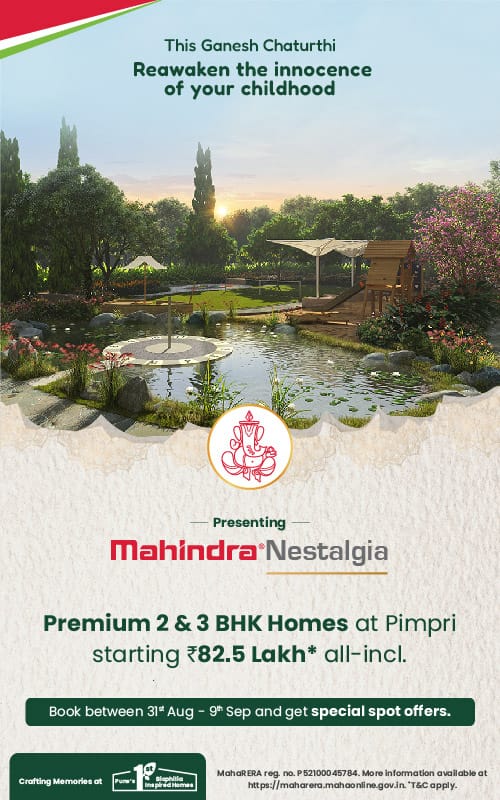 This Ganesh Chaturthi
Reawaken the innocence
of your childhood
Presenting
Mahindra® Nestalgia
Premium 2 & 3 BHK Homes at Pimpri
starting ₹82.5 Lakh* all-incl.
Book between 31st Aug - 9th Sep and get special spot offers.
Crafting Memories at
Pune's 1st Biophilia
Inspired Homes
MahaRERA reg. no. P52100045784. More information available at
https://maharera.mahaonline.gov.in. *T&C apply.